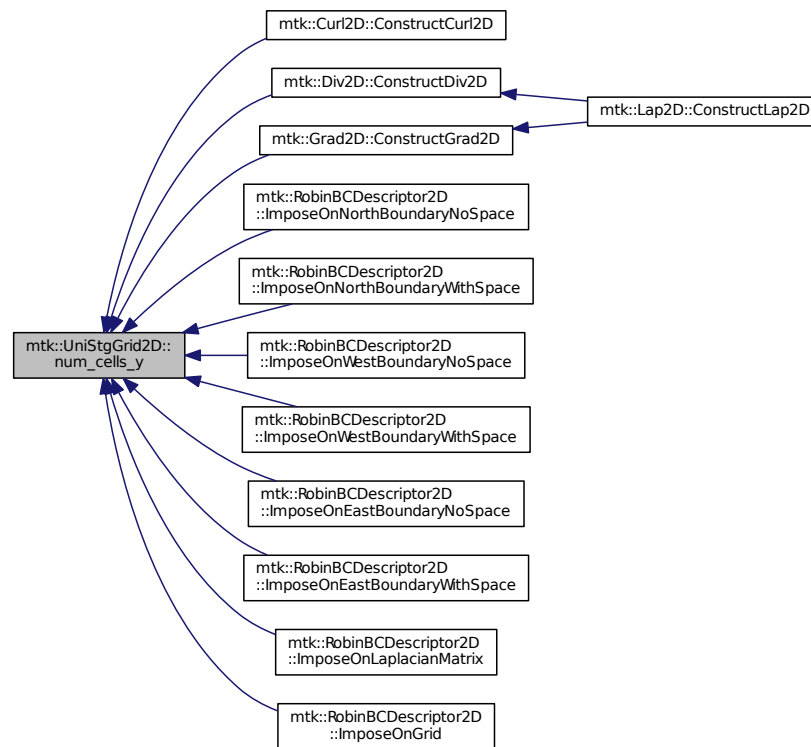 mtk::Curl2D::ConstructCurl2D
mtk::Div2D::ConstructDiv2D
mtk::Lap2D::ConstructLap2D
mtk::Grad2D::ConstructGrad2D
mtk::RobinBCDescriptor2D
::ImposeOnNorthBoundaryNoSpace
mtk::RobinBCDescriptor2D
::ImposeOnNorthBoundaryWithSpace
mtk::UniStgGrid2D::
num_cells_y
mtk::RobinBCDescriptor2D
::ImposeOnWestBoundaryNoSpace
mtk::RobinBCDescriptor2D
::ImposeOnWestBoundaryWithSpace
mtk::RobinBCDescriptor2D
::ImposeOnEastBoundaryNoSpace
mtk::RobinBCDescriptor2D
::ImposeOnEastBoundaryWithSpace
mtk::RobinBCDescriptor2D
::ImposeOnLaplacianMatrix
mtk::RobinBCDescriptor2D
::ImposeOnGrid